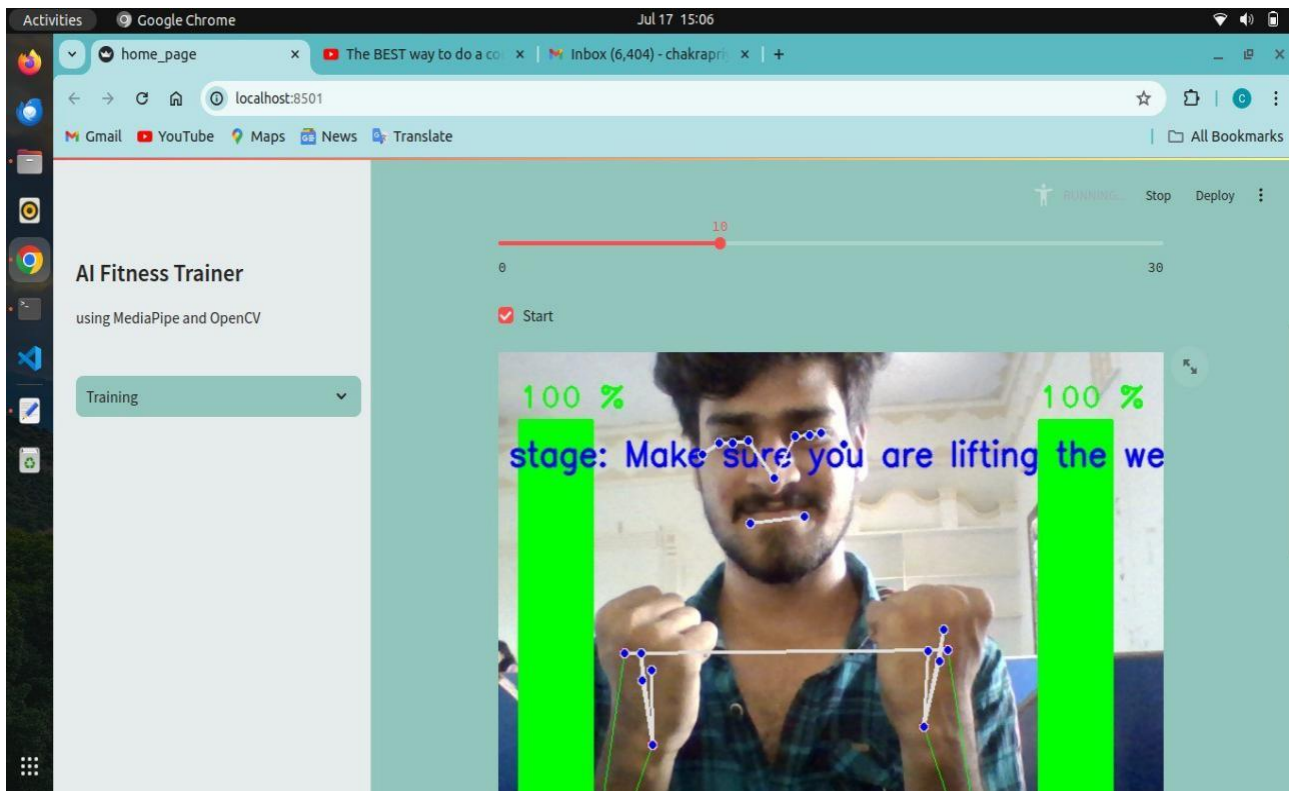 Activities Google Chrome Jul 17 15:06
home_page The BEST way to do a co Inbox (6,404) - chakrapri
localhost:8501 C
Gmail YouTube Maps News Translate All Bookmarks
RUNNING... Stop Deploy
10
0 30
AI Fitness Trainer
using MediaPipe and OpenCV
Start
Training
100 % 100 %
stage: Make sure you are lifting the we